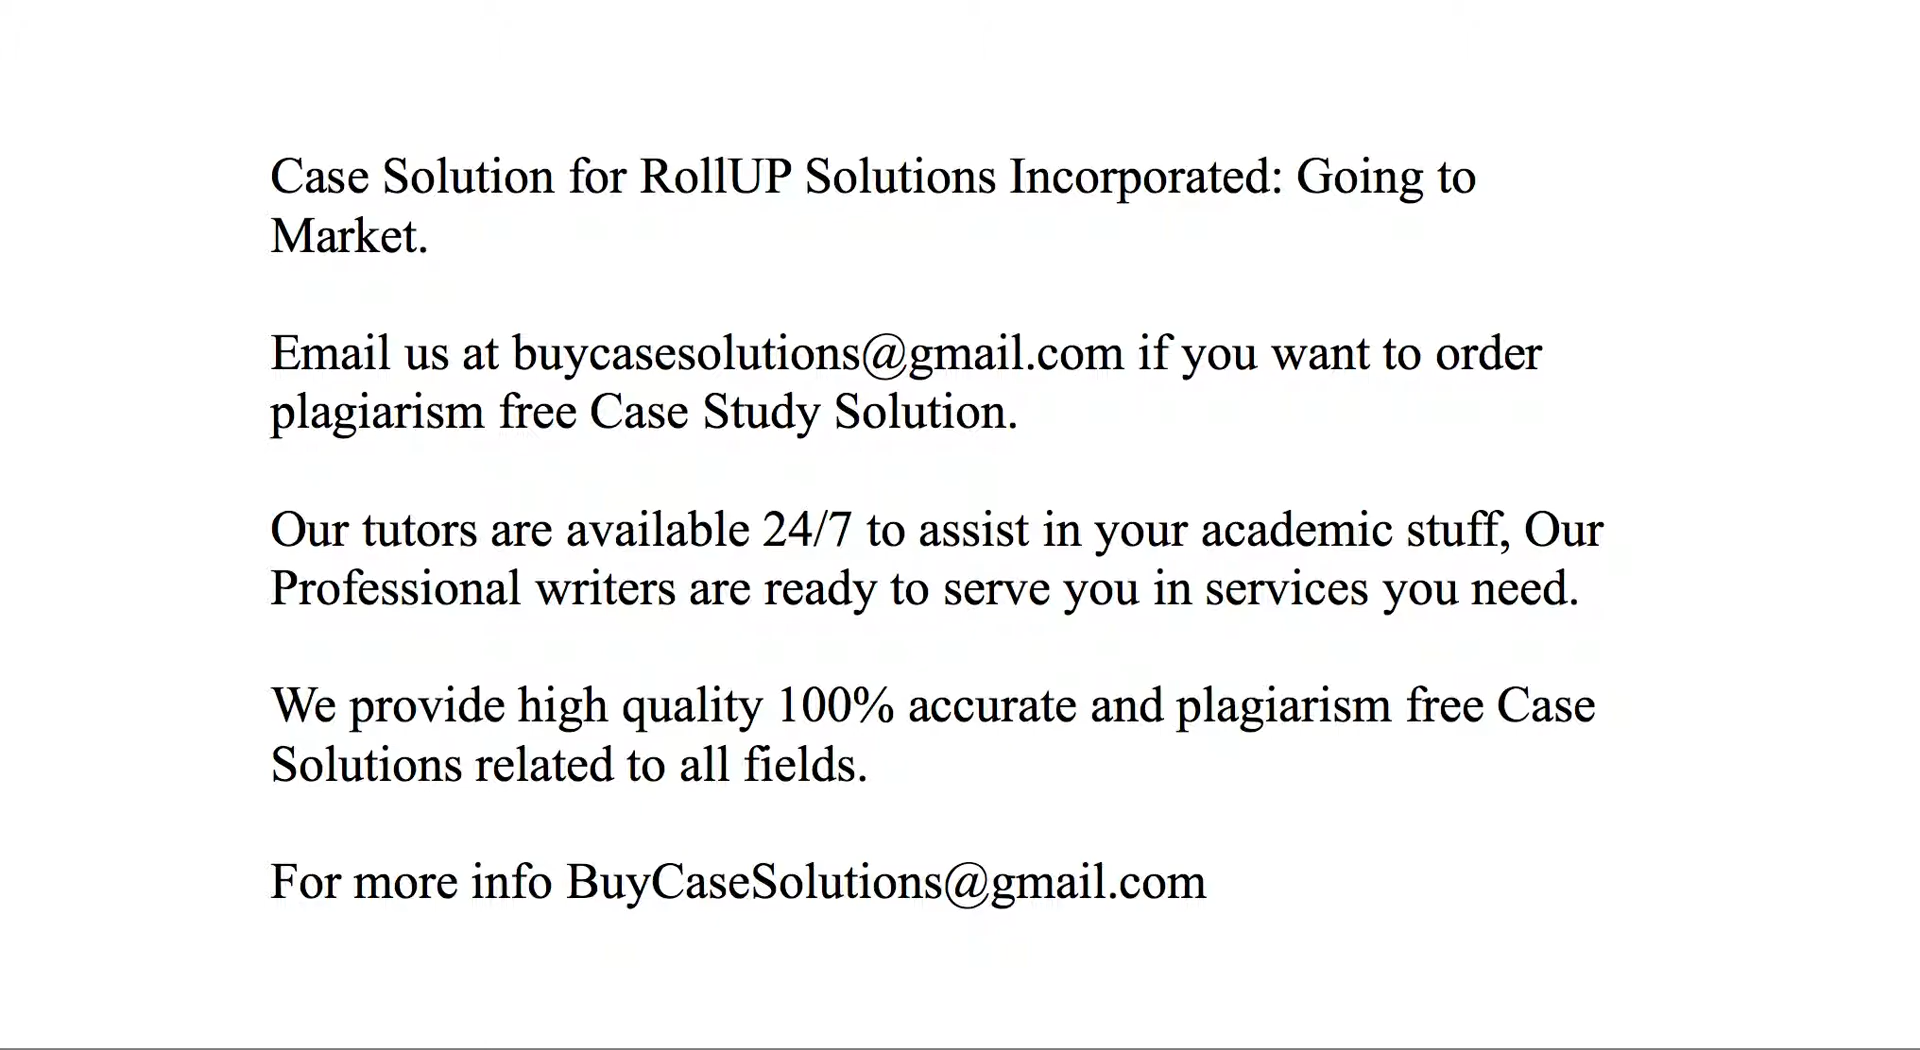 Case Solution for RollUP Solutions Incorporated: Going to
Market.
Email us at buycasesolutions@gmail.com if you want to order
plagiarism free Case Study Solution.
Our tutors are available 24/7 to assist in your academic stuff, Our
Professional writers are ready to serve you in services you need.
We provide high quality 100% accurate and plagiarism free Case
Solutions related to all fields.
For more info BuyCaseSolutions@gmail.com